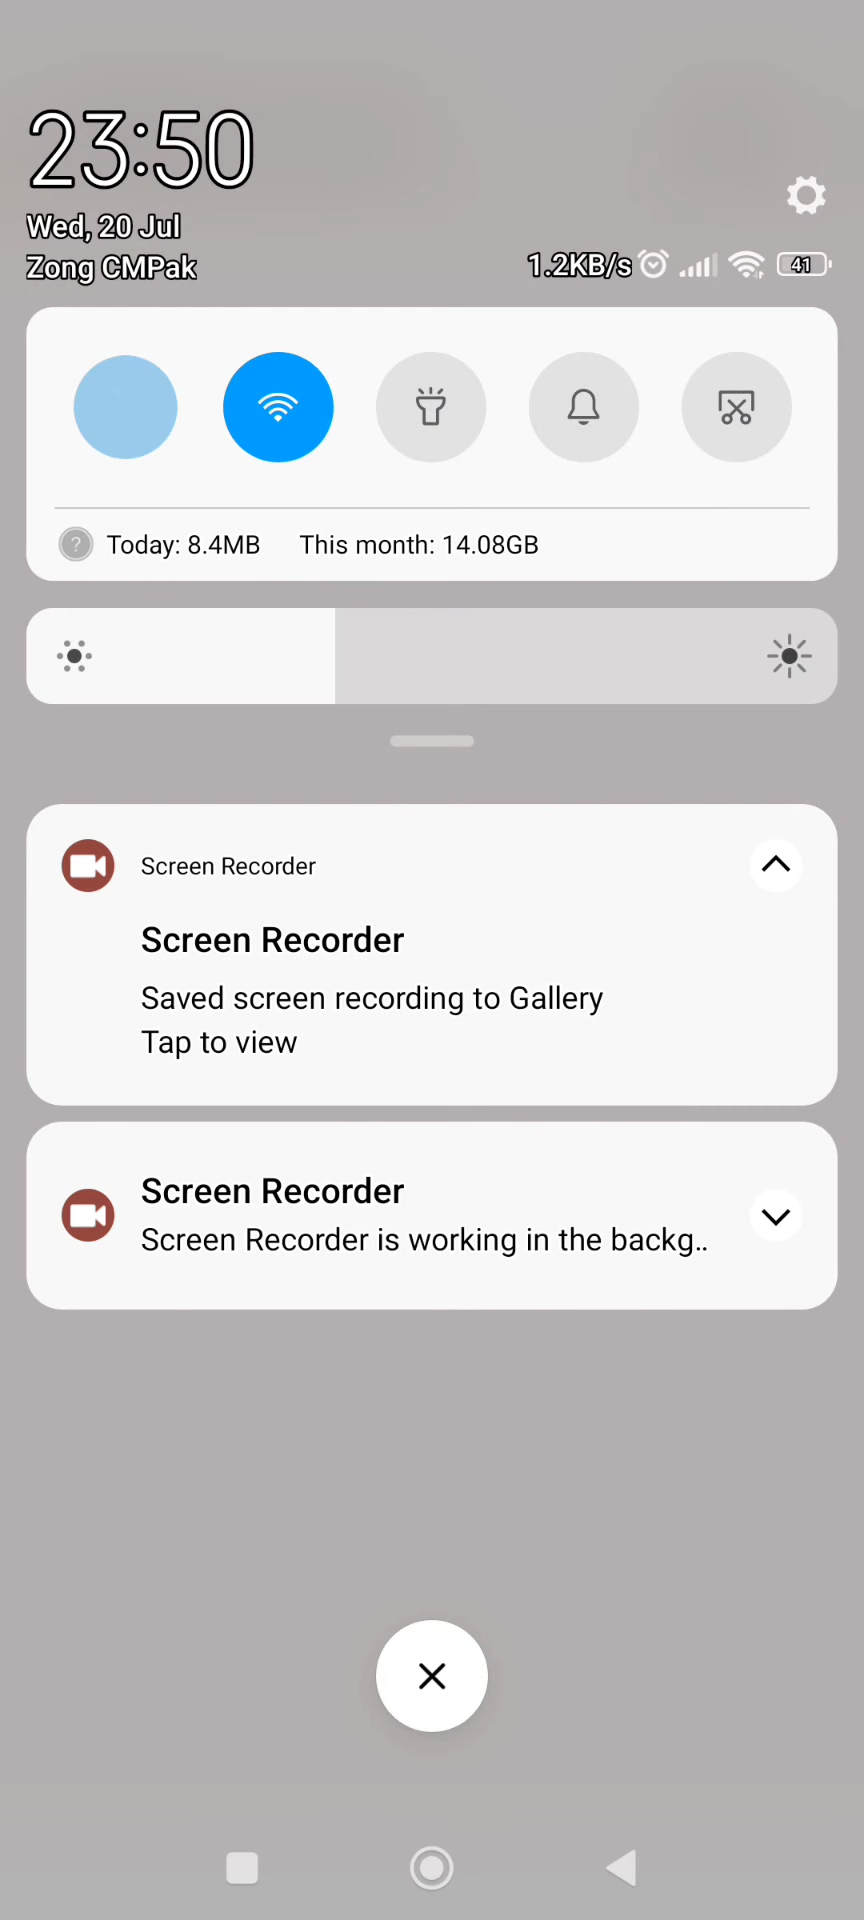 23:50
Wed, 20 Jul
Zong CMPak
1.2KB/s 41
? Today: 8.4MB This month: 14.08GB
Screen Recorder
Screen Recorder
Saved screen recording to Gallery
Tap to view
Screen Recorder
Screen Recorder is working in the backg..